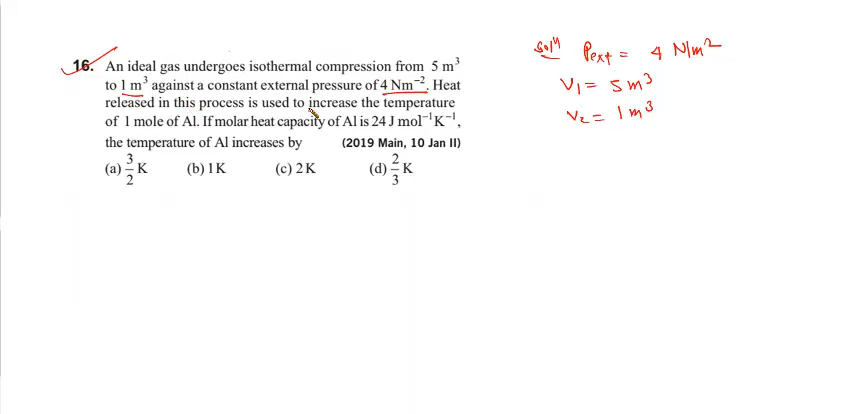 16. An ideal gas undergoes isothermal compression from 5 m³
to 1 m³ against a constant external pressure of 4 Nm⁻². Heat
released in this process is used to increase the temperature
of 1 mole of Al. If molar heat capacity of Al is 24 J mol⁻¹K⁻¹,
the temperature of Al increases by (2019 Main, 10 Jan II)
(a) 3/2 K (b) 1 K (c) 2 K (d) 2/3 K
Solⁿ Pext = 4 N/m²
V₁ = 5 m³
V₂ = 1 m³